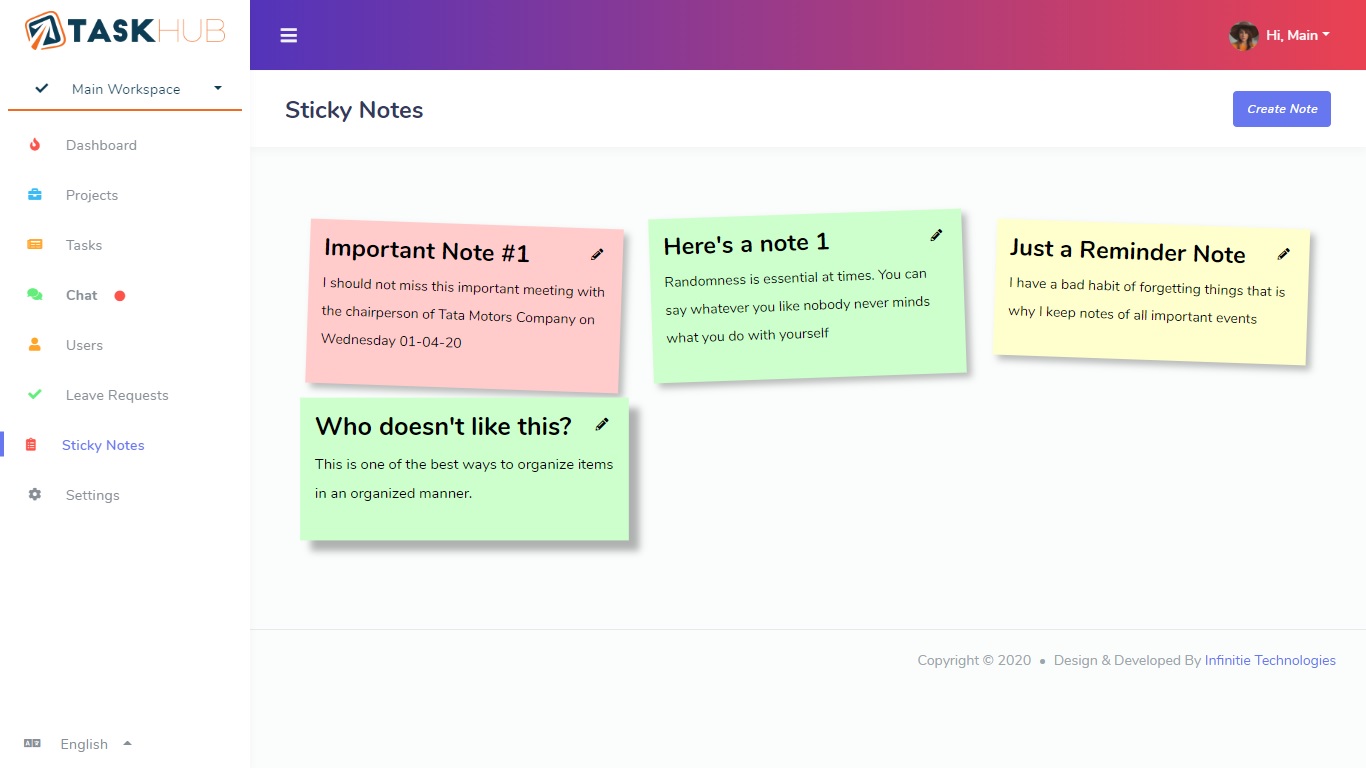 TASKHUB
Hi, Main
Main Workspace
Sticky Notes
Create Note
Dashboard
Projects
Tasks
Chat
Users
Leave Requests
Sticky Notes
Settings
Important Note #1
I should not miss this important meeting with
the chairperson of Tata Motors Company on
Wednesday 01-04-20
Here's a note 1
Randomness is essential at times. You can
say whatever you like nobody never minds
what you do with yourself
Just a Reminder Note
I have a bad habit of forgetting things that is
why I keep notes of all important events
Who doesn't like this?
This is one of the best ways to organize items
in an organized manner.
Copyright © 2020 • Design & Developed By Infinitie Technologies
English